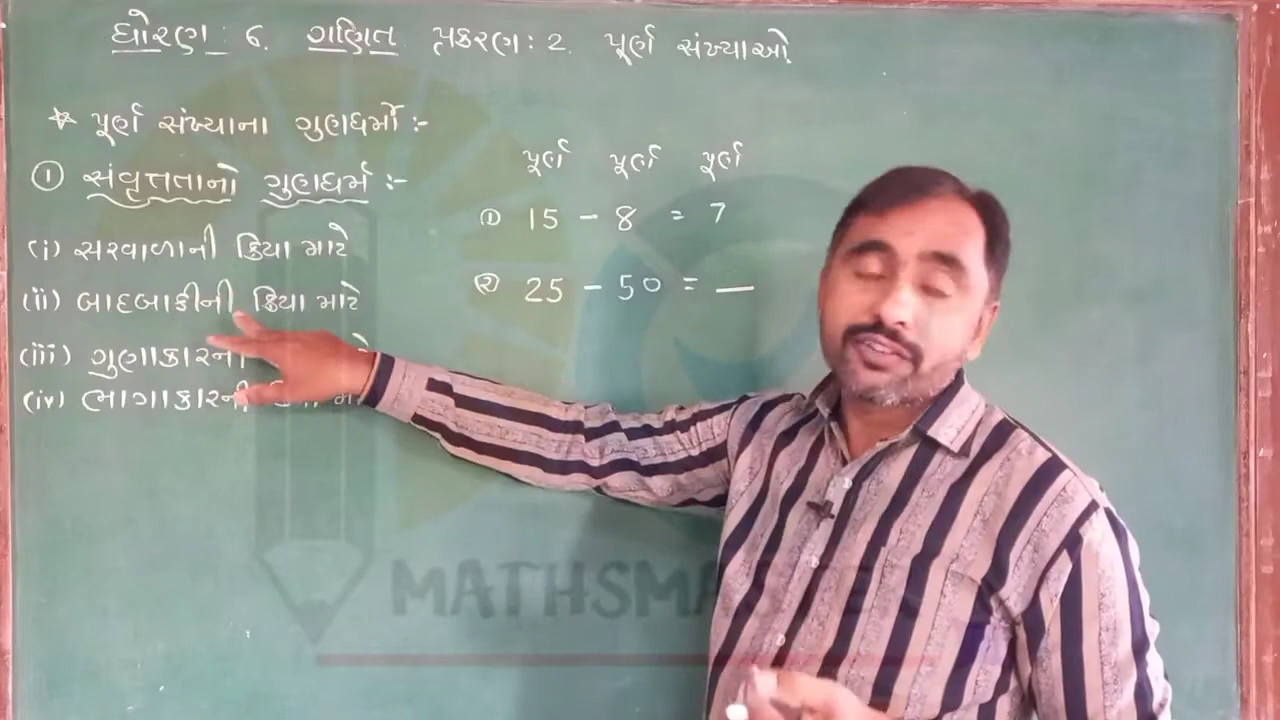 ધોરણ : 6. ગણિત પ્રકરણ : 2. પૂર્ણ સંખ્યાઓ
☆ પૂર્ણ સંખ્યાના ગુણધર્મો :-
① સંવૃત્તતાનો ગુણધર્મ :-
(i) સરવાળાની ક્રિયા માટે
(ii) બાદબાકીની ક્રિયા માટે
(iii) ગુણાકારની
(iv) ભાગાકારની
પૂર્ણ પૂર્ણ પૂર્ણ
① 15 - 8 = 7
② 25 - 50 = __
MATHSMA